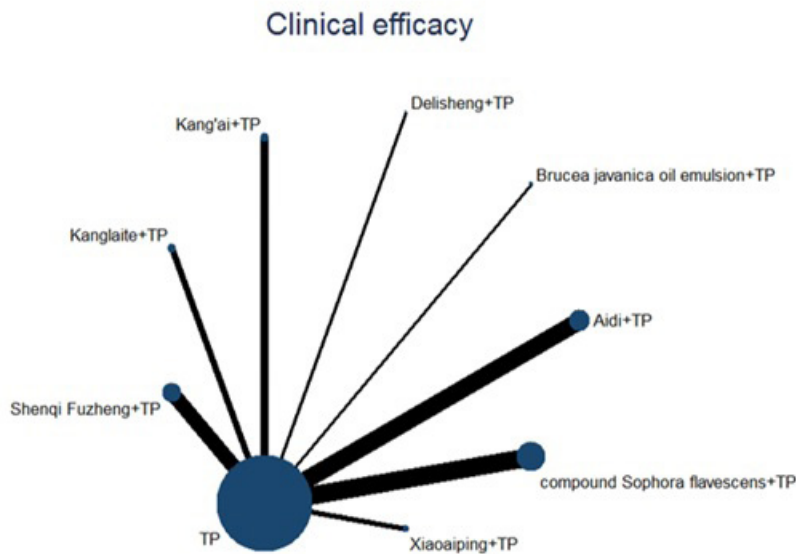 Clinical efficacy
Delisheng+TP
Kang'ai+TP
Brucea javanica oil emulsion+TP
Kanglaite+TP
Aidi+TP
Shenqi Fuzheng+TP
compound Sophora flavescens+TP
TP
Xiaoaiping+TP